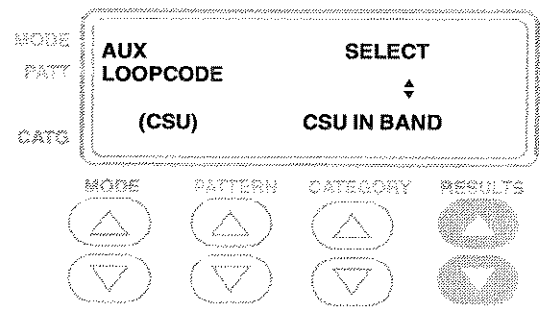 MODE
PATT
CATG
AUX SELECT
LOOPCODE
(CSU) CSU IN BAND
MODE PATTERN CATEGORY RESULTS